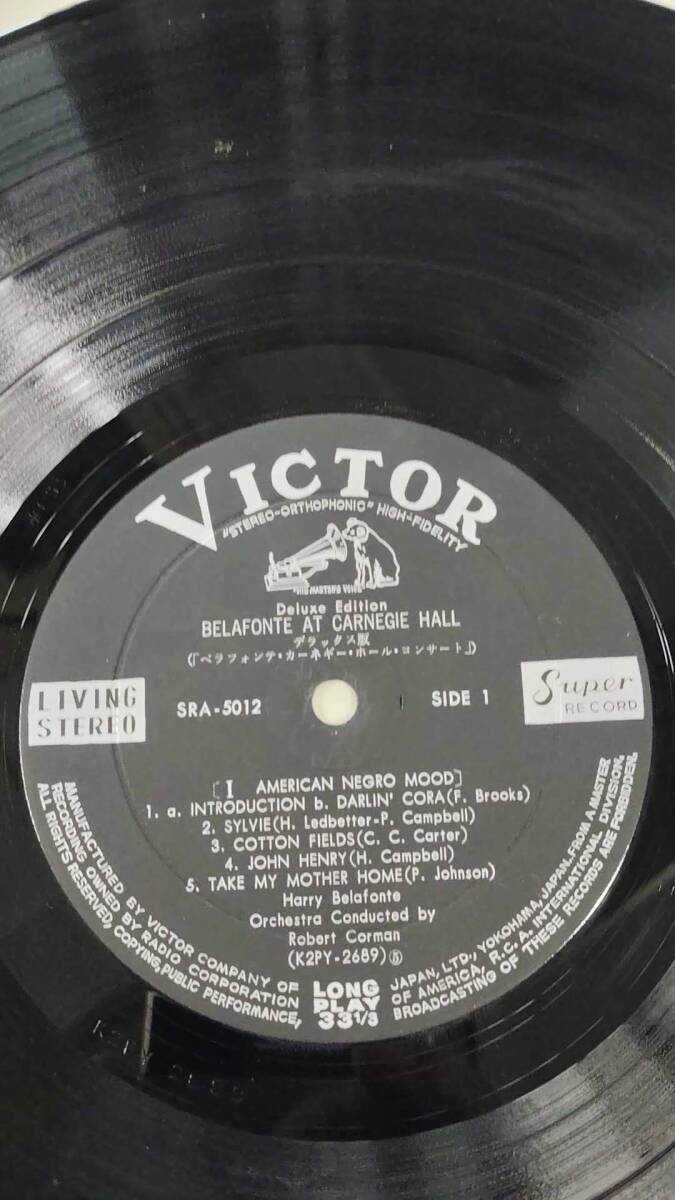 VICTOR
"STEREO-ORTHOPHONIC" HIGH-FIDELITY
"HIS MASTER'S VOICE"
Deluxe Edition
BELAFONTE AT CARNEGIE HALL
デラックス版
(『ベラフォンテ・カーネギー・ホール・コンサート』)
LIVING
STEREO
SRA-5012
SIDE 1
Super
RECORD
[I AMERICAN NEGRO MOOD]
1. a. INTRODUCTION b. DARLIN' CORA(F. Brooks)
2. SYLVIE(H. Ledbetter-P. Campbell)
3. COTTON FIELDS(C. C. Carter)
4. JOHN HENRY(H. Campbell)
5. TAKE MY MOTHER HOME(P. Johnson)
Harry Belafonte
Orchestra Conducted by
Robert Corman
(K2PY-2689)
LONG
PLAY
33 1/3
MANUFACTURED BY VICTOR COMPANY OF JAPAN, LTD., YOKOHAMA, JAPAN. FROM A MASTER
RECORDING OWNED BY RADIO CORPORATION OF AMERICA, R.C.A. INTERNATIONAL DIVISION.
ALL RIGHTS RESERVED, COPYING, PUBLIC PERFORMANCE, BROADCASTING OF THESE RECORDS ARE FORBIDDEN.